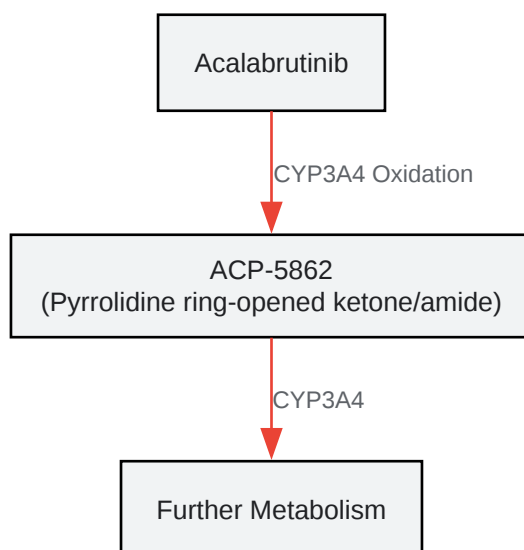 Acalabrutinib
CYP3A4 Oxidation
ACP-5862
(Pyrrolidine ring-opened ketone/amide)
CYP3A4
Further Metabolism